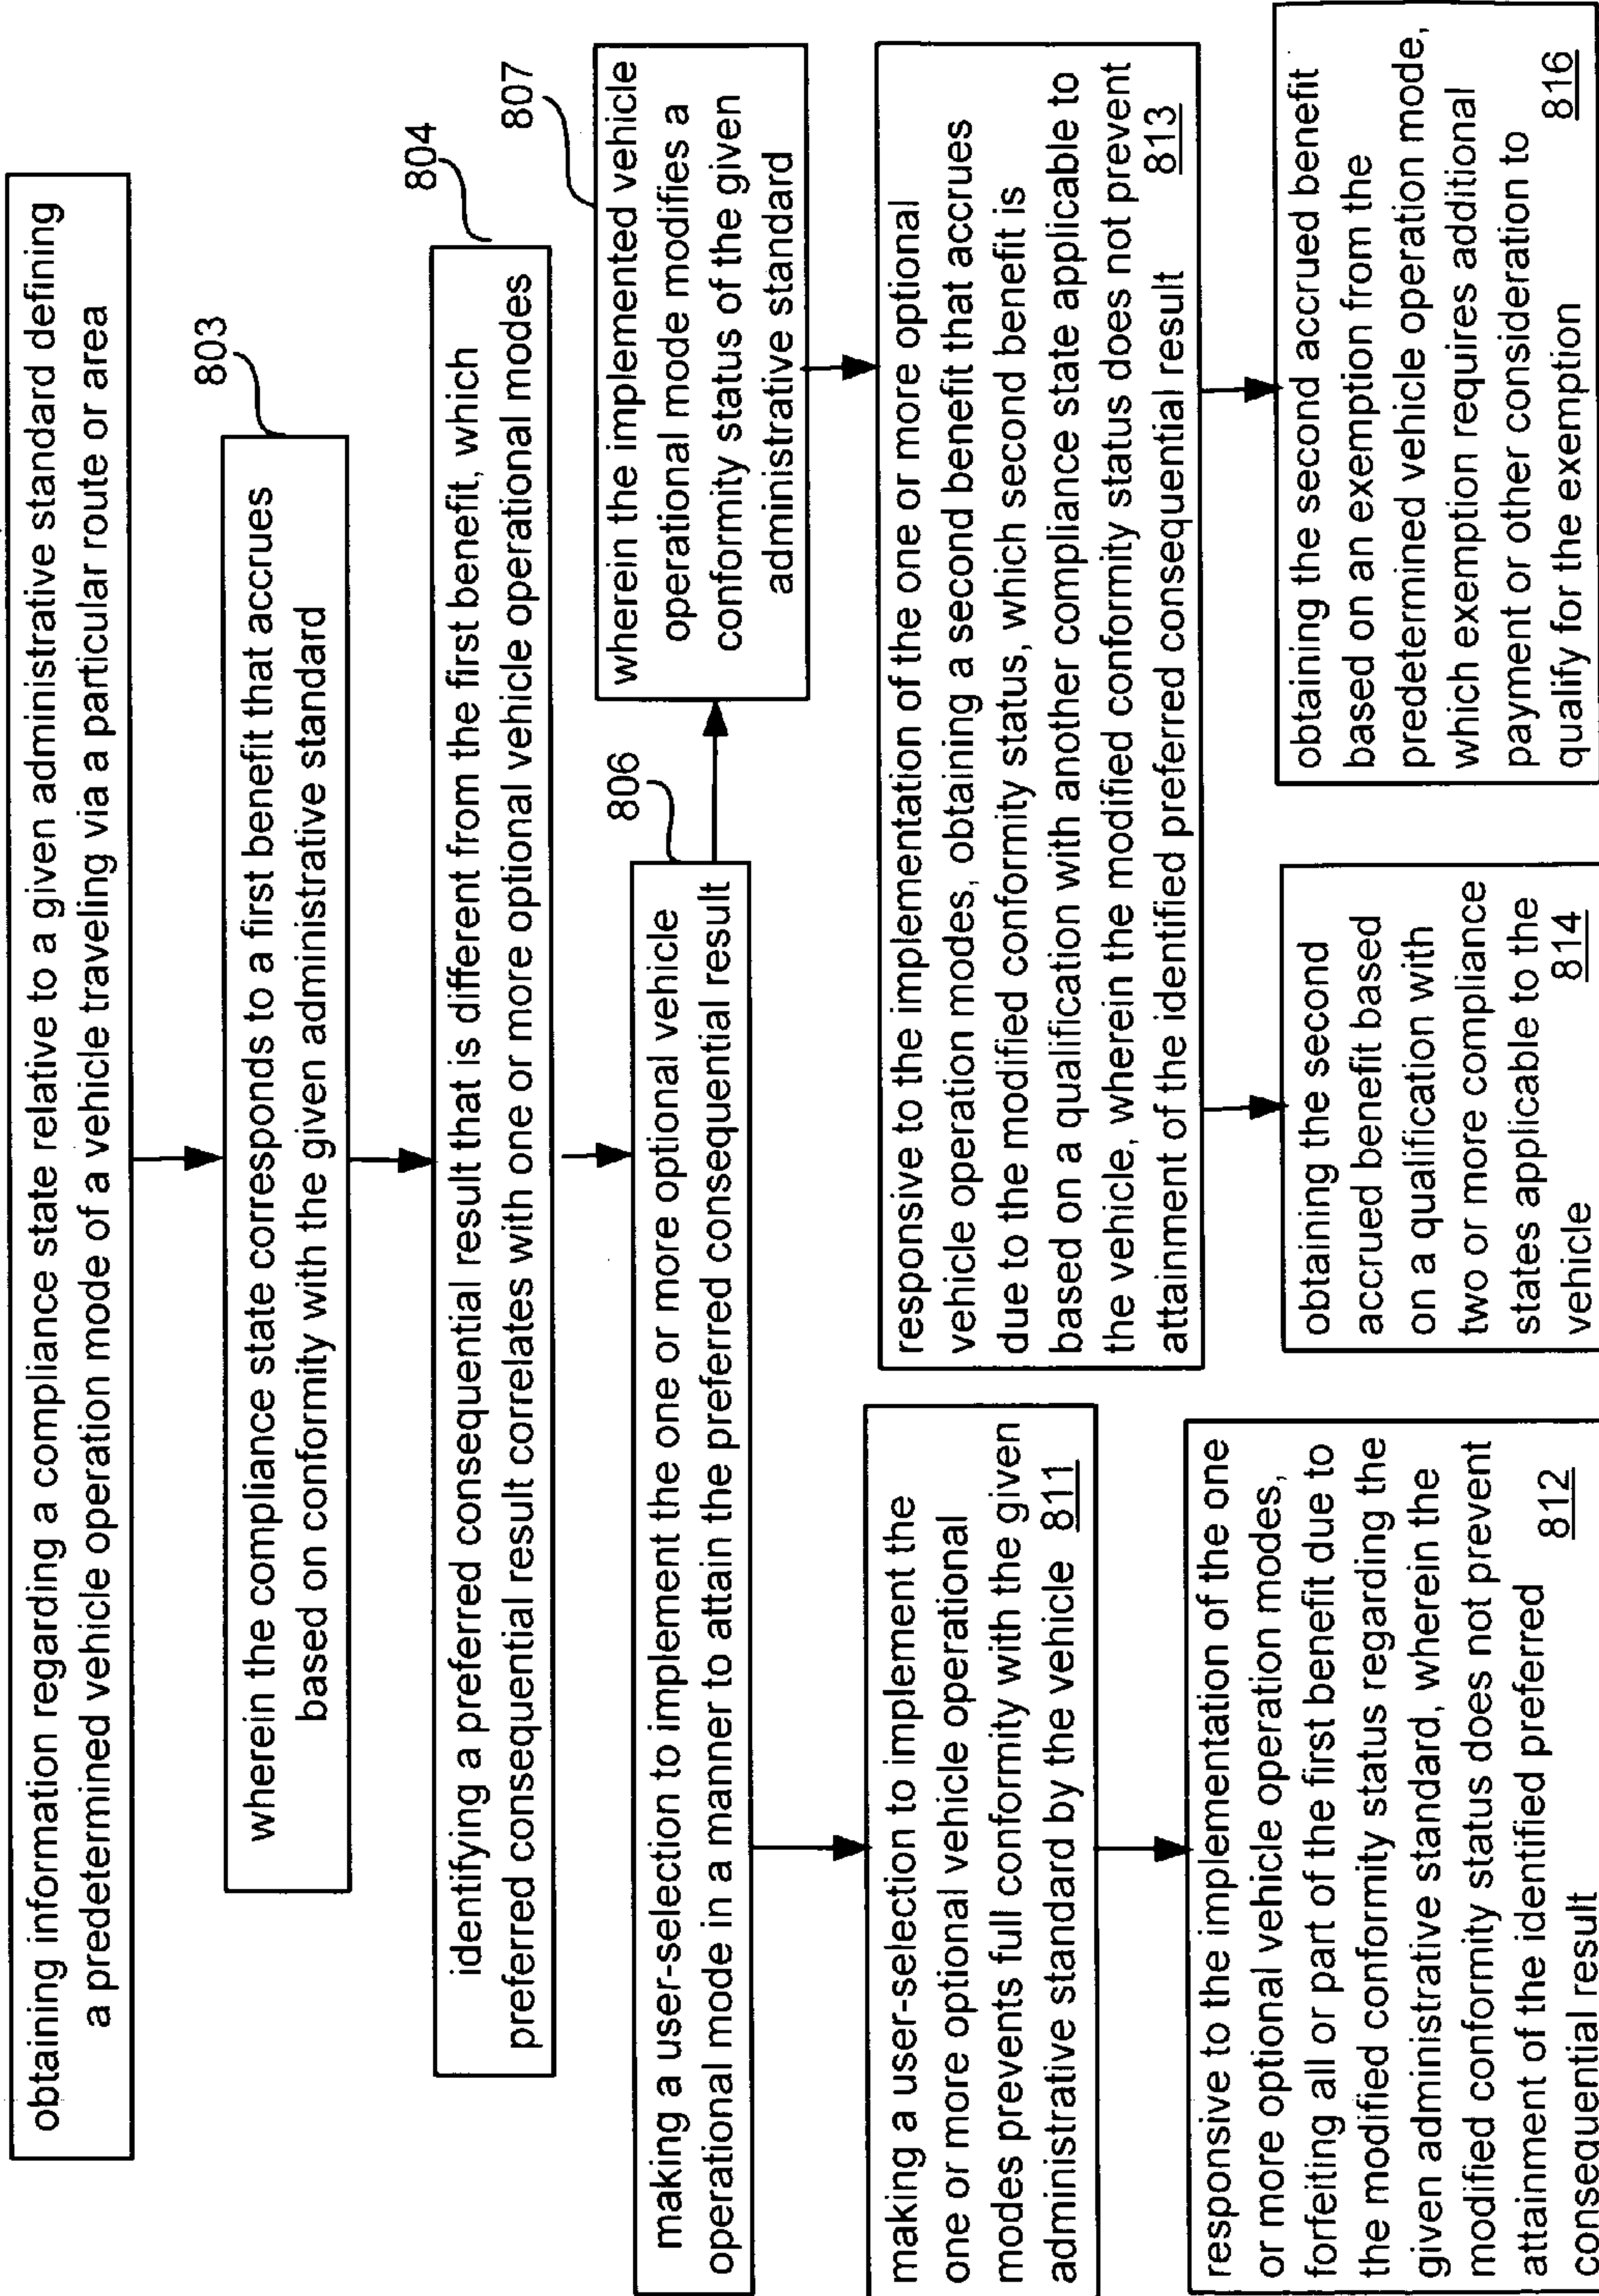 obtaining information regarding a compliance state relative to a given administrative standard defining
a predetermined vehicle operation mode of a vehicle traveling via a particular route or area
803
wherein the compliance state corresponds to a first benefit that accrues
based on conformity with the given administrative standard
804
identifying a preferred consequential result that is different from the first benefit, which
preferred consequential result correlates with one or more optional vehicle operational modes
806
making a user-selection to implement the one or more optional vehicle
operational mode in a manner to attain the preferred consequential result
807
wherein the implemented vehicle
operational mode modifies a
conformity status of the given
administrative standard
making a user-selection to implement the
one or more optional vehicle operational
modes prevents full conformity with the given
administrative standard by the vehicle 811
responsive to the implementation of the one
or more optional vehicle operation modes,
forfeiting all or part of the first benefit due to
the modified conformity status regarding the
given administrative standard, wherein the
modified conformity status does not prevent
attainment of the identified preferred
consequential result 812
responsive to the implementation of the one or more optional
vehicle operation modes, obtaining a second benefit that accrues
due to the modified conformity status, which second benefit is
based on a qualification with another compliance state applicable to
the vehicle, wherein the modified conformity status does not prevent
attainment of the identified preferred consequential result 813
obtaining the second
accrued benefit based
on a qualification with
two or more compliance
states applicable to the
vehicle 814
obtaining the second accrued benefit
based on an exemption from the
predetermined vehicle operation mode,
which exemption requires additional
payment or other consideration to
qualify for the exemption 816